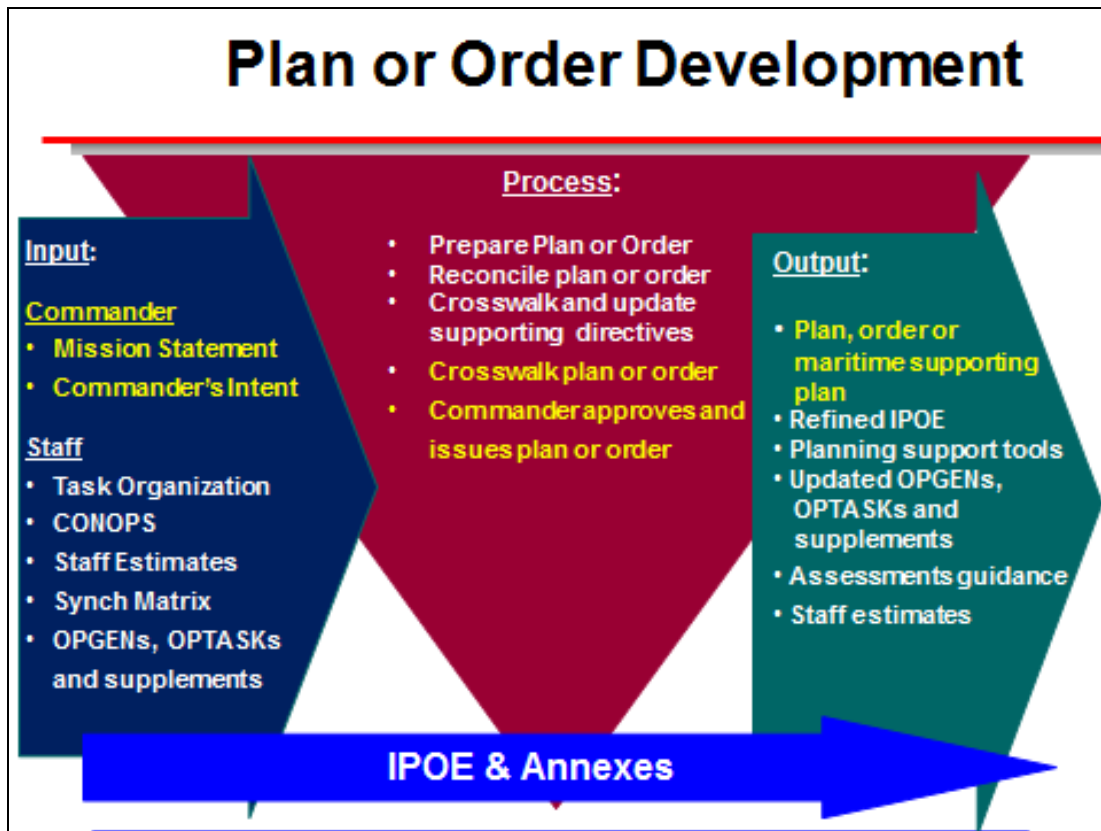 Plan or Order Development
Input:
Commander
• Mission Statement
• Commander's Intent
Staff
• Task Organization
• CONOPS
• Staff Estimates
• Synch Matrix
• OPGENs, OPTASKs
and supplements
Process:
• Prepare Plan or Order
• Reconcile plan or order
• Crosswalk and update
supporting directives
• Crosswalk plan or order
• Commander approves and
issues plan or order
Output:
• Plan, order or
maritime supporting
plan
• Refined IPOE
• Planning support tools
• Updated OPGENs,
OPTASKs and
supplements
• Assessments guidance
• Staff estimates
IPOE & Annexes